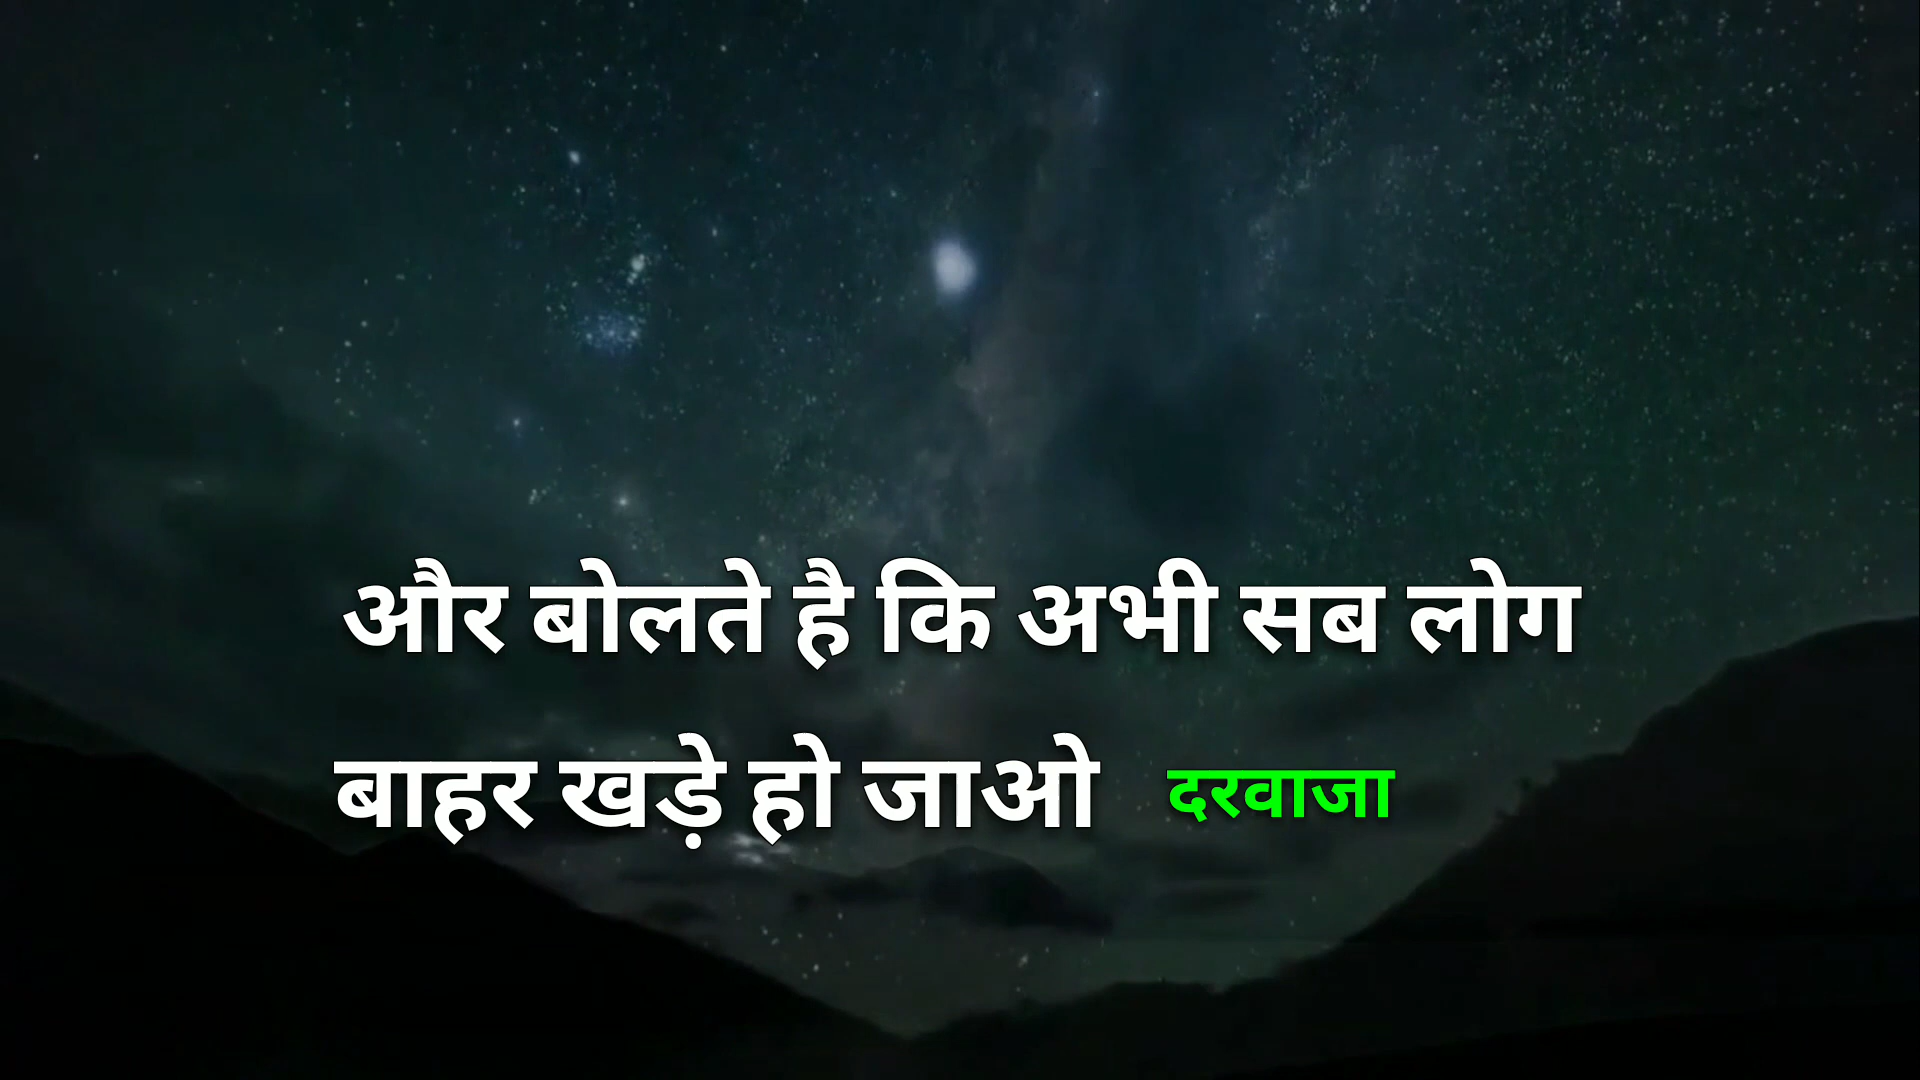 और बोलते है कि अभी सब लोग
बाहर खड़े हो जाओ दरवाजा